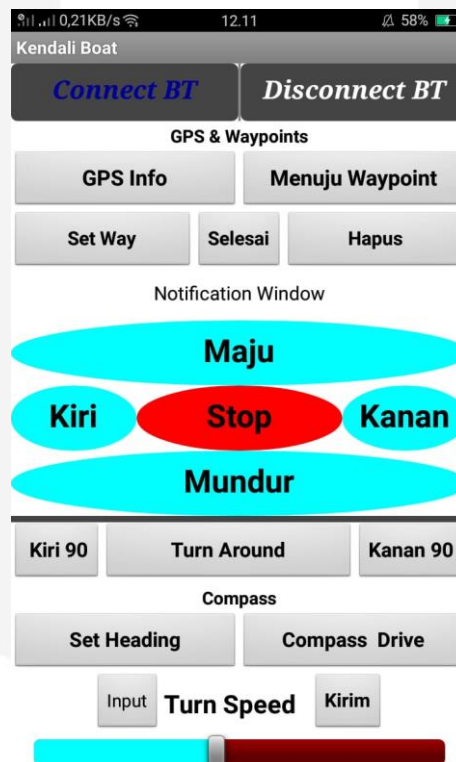 0,21KB/s 12.11 58%
Kendali Boat
Connect BT Disconnect BT
GPS & Waypoints
GPS Info Menuju Waypoint
Set Way Selesai Hapus
Notification Window
Maju
Kiri Stop Kanan
Mundur
Kiri 90 Turn Around Kanan 90
Compass
Set Heading Compass Drive
Input Turn Speed Kirim